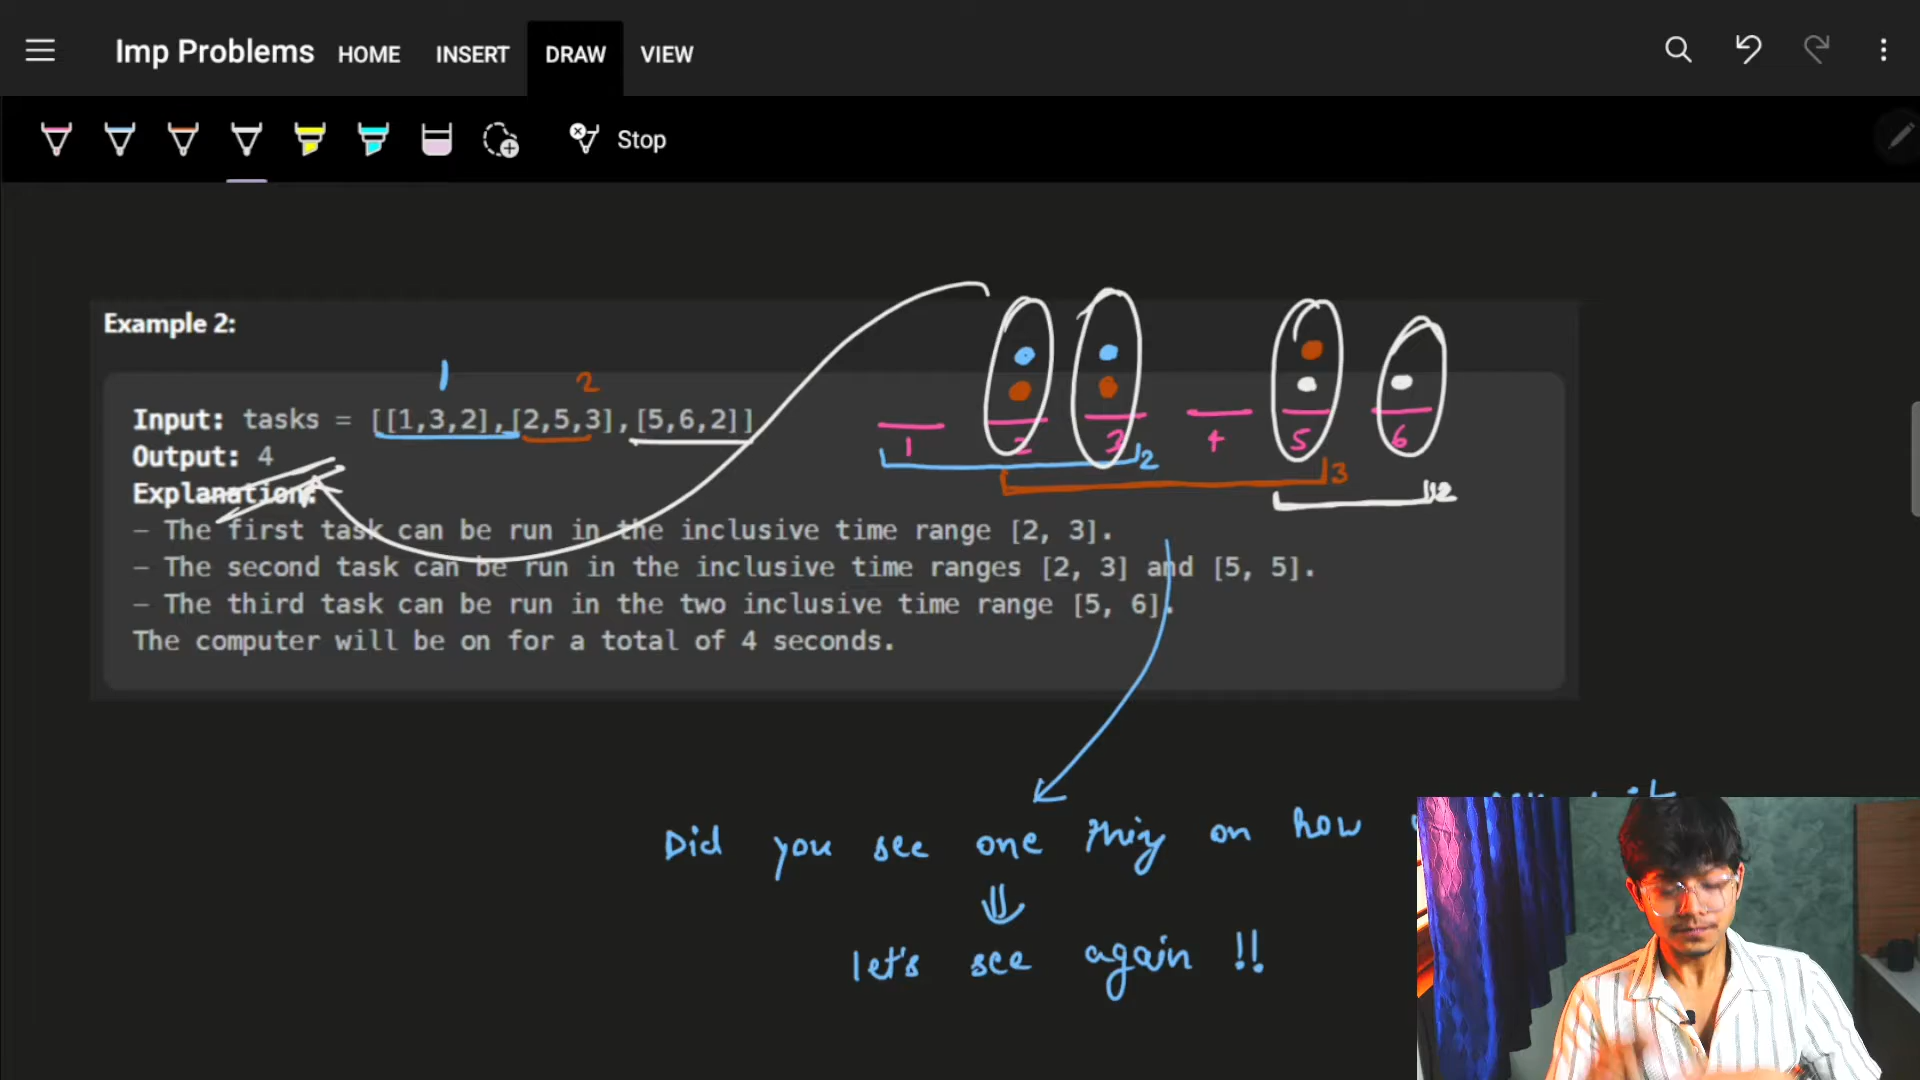 Imp Problems HOME INSERT DRAW VIEW
Stop
Example 2:
1 2
Input: tasks = [[1,3,2],[2,5,3],[5,6,2]]
Output: 4
1 2 3 4 5 6
2 3 2
Explanation:
– The first task can be run in the inclusive time range [2, 3].
– The second task can be run in the inclusive time ranges [2, 3] and [5, 5].
– The third task can be run in the two inclusive time range [5, 6].
The computer will be on for a total of 4 seconds.
Did you see one thing on how
let's see again !!